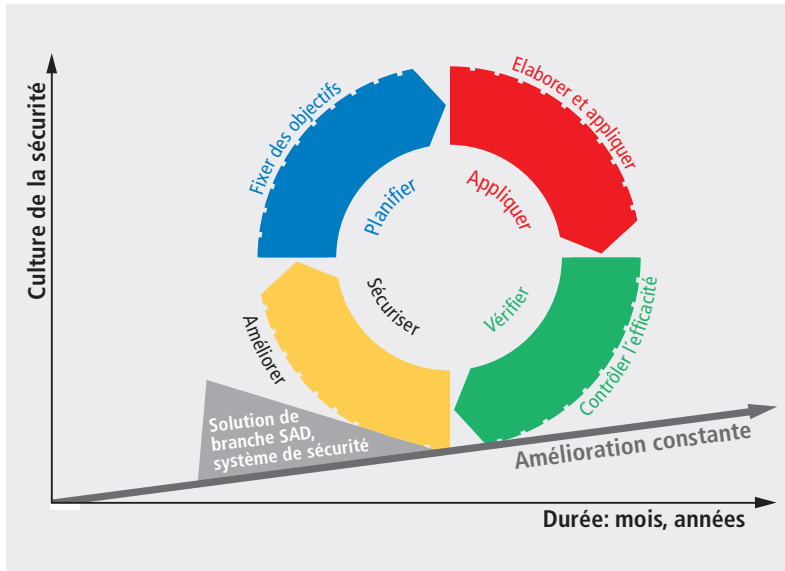 Culture de la sécurité
Fixer des objectifs
Elaborer et appliquer
Planifier
Appliquer
Sécuriser
Vérifier
Améliorer
Contrôler l'efficacité
Solution de
branche SAD,
système de sécurité
Amélioration constante
Durée: mois, années